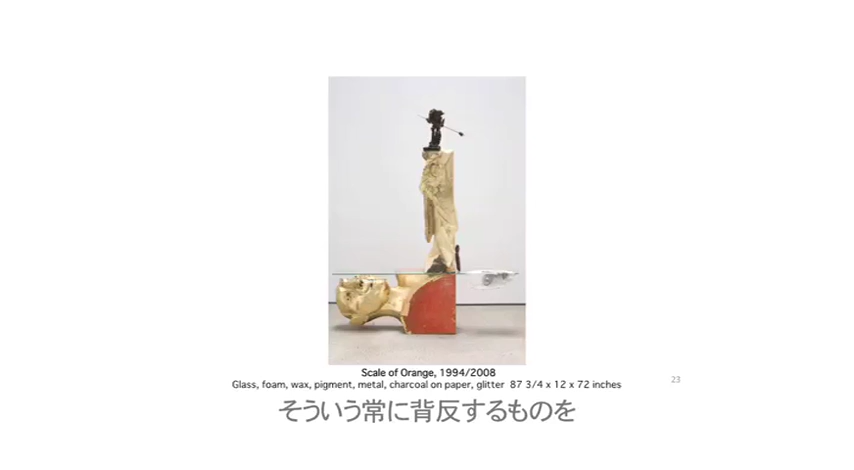 Scale of Orange, 1994/2008
Glass, foam, wax, pigment, metal, charcoal on paper, glitter 87 3/4 x 12 x 72 inches
23
そういう常に背反するものを